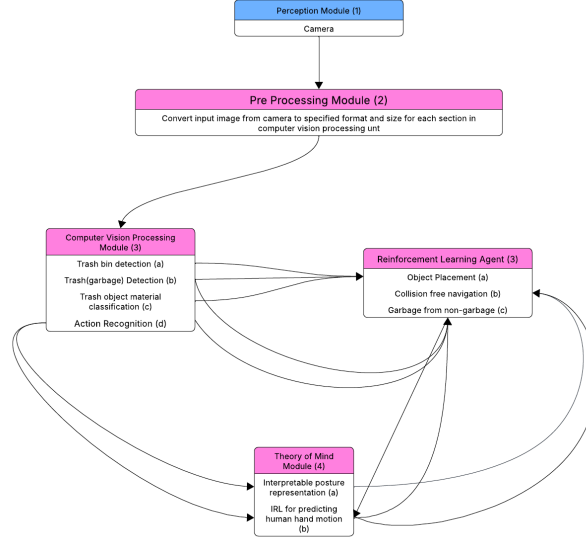 Perception Module (1)
Camera
Pre Processing Module (2)
Convert input image from camera to specified format and size for each section in
computer vision processing unt
Computer Vision Processing
Module (3)
Trash bin detection (a)
Trash(garbage) Detection (b)
Trash object material
classification (c)
Action Recognition (d)
Reinforcement Learning Agent (3)
Object Placement (a)
Collision free navigation (b)
Garbage from non-garbage (c)
Theory of Mind
Module (4)
Interpretable posture
representation (a)
IRL for predicting
human hand motion
(b)